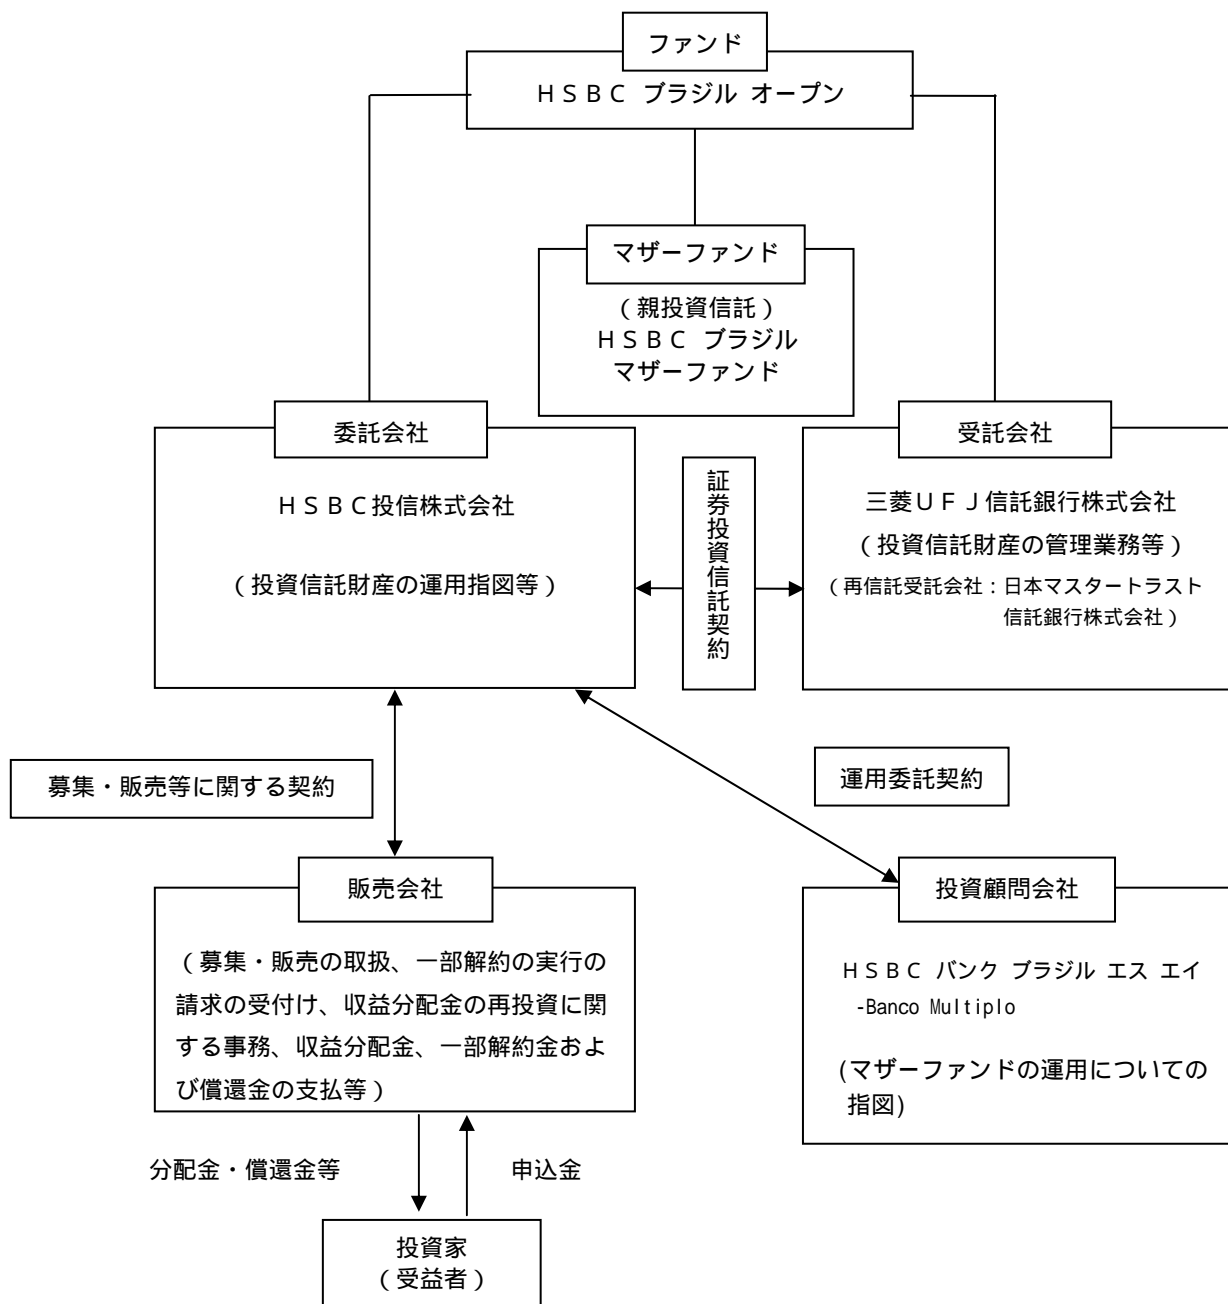 ファンド
ＨＳＢＣ ブラジル オープン
マザーファンド
（親投資信託）
ＨＳＢＣ ブラジル
マザーファンド
委託会社
ＨＳＢＣ投信株式会社
（投資信託財産の運用指図等）
証券投資信託契約
受託会社
三菱ＵＦＪ信託銀行株式会社
（投資信託財産の管理業務等）
（再信託受託会社：日本マスタートラスト
信託銀行株式会社）
募集・販売等に関する契約
運用委託契約
販売会社
（募集・販売の取扱、一部解約の実行の
請求の受付け、収益分配金の再投資に関
する事務、収益分配金、一部解約金およ
び償還金の支払等）
投資顧問会社
ＨＳＢＣ バンク ブラジル エス エイ
-Banco Multiplo
(マザーファンドの運用についての
指図)
分配金・償還金等
申込金
投資家
（受益者）